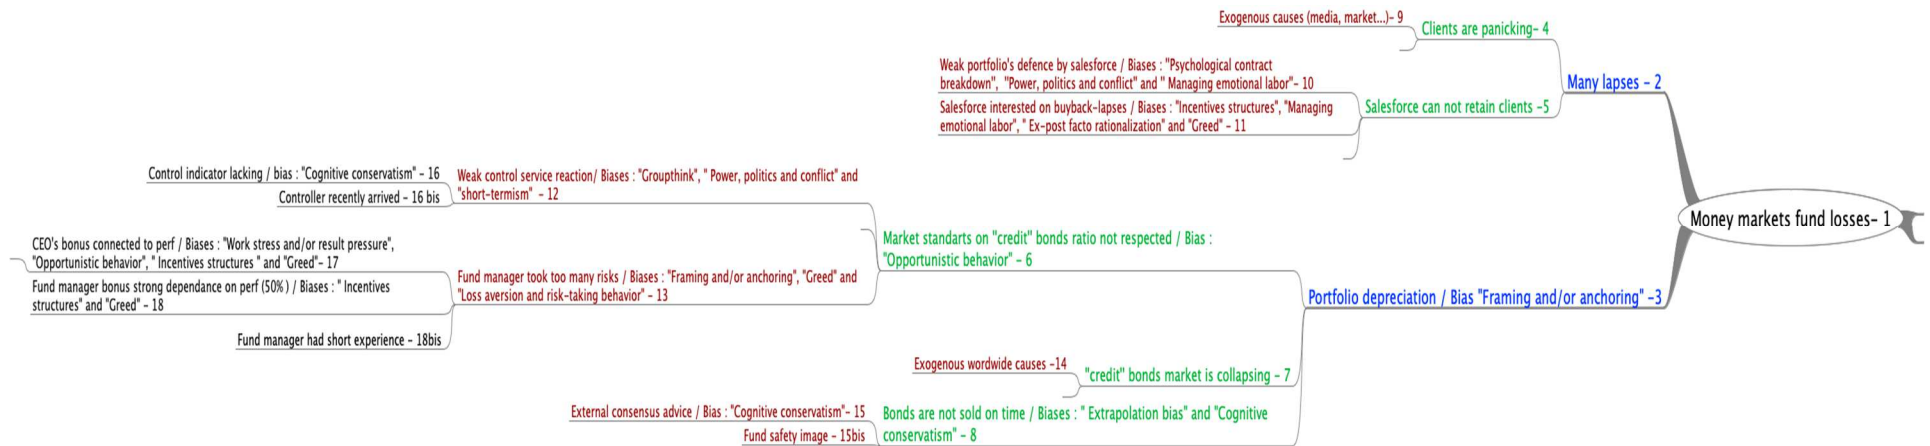 Exogenous causes (media, market...)- 9
Clients are panicking- 4
Weak portfolio's defence by salesforce / Biases : "Psychological contract
breakdown", "Power, politics and conflict" and " Managing emotional labor"- 10
Many lapses - 2
Salesforce interested on buyback-lapses / Biases : "Incentives structures", "Managing
emotional labor", " Ex-post facto rationalization" and "Greed" - 11
Salesforce can not retain clients -5
Control indicator lacking / bias : "Cognitive conservatism" - 16
Controller recently arrived - 16 bis
Weak control service reaction/ Biases : "Groupthink", " Power, politics and conflict" and
"short-termism" - 12
Money markets fund losses- 1
CEO's bonus connected to perf / Biases : "Work stress and/or result pressure",
"Opportunistic behavior", " Incentives structures " and "Greed"- 17
Market standarts on "credit" bonds ratio not respected / Bias :
"Opportunistic behavior" - 6
Fund manager bonus strong dependance on perf (50% ) / Biases : " Incentives
structures" and "Greed" - 18
Fund manager took too many risks / Biases : "Framing and/or anchoring", "Greed" and
"Loss aversion and risk-taking behavior" - 13
Portfolio depreciation / Bias "Framing and/or anchoring" -3
Fund manager had short experience - 18bis
Exogenous wordwide causes -14
"credit" bonds market is collapsing - 7
External consensus advice / Bias : "Cognitive conservatism"- 15
Fund safety image - 15bis
Bonds are not sold on time / Biases : " Extrapolation bias" and "Cognitive
conservatism" - 8